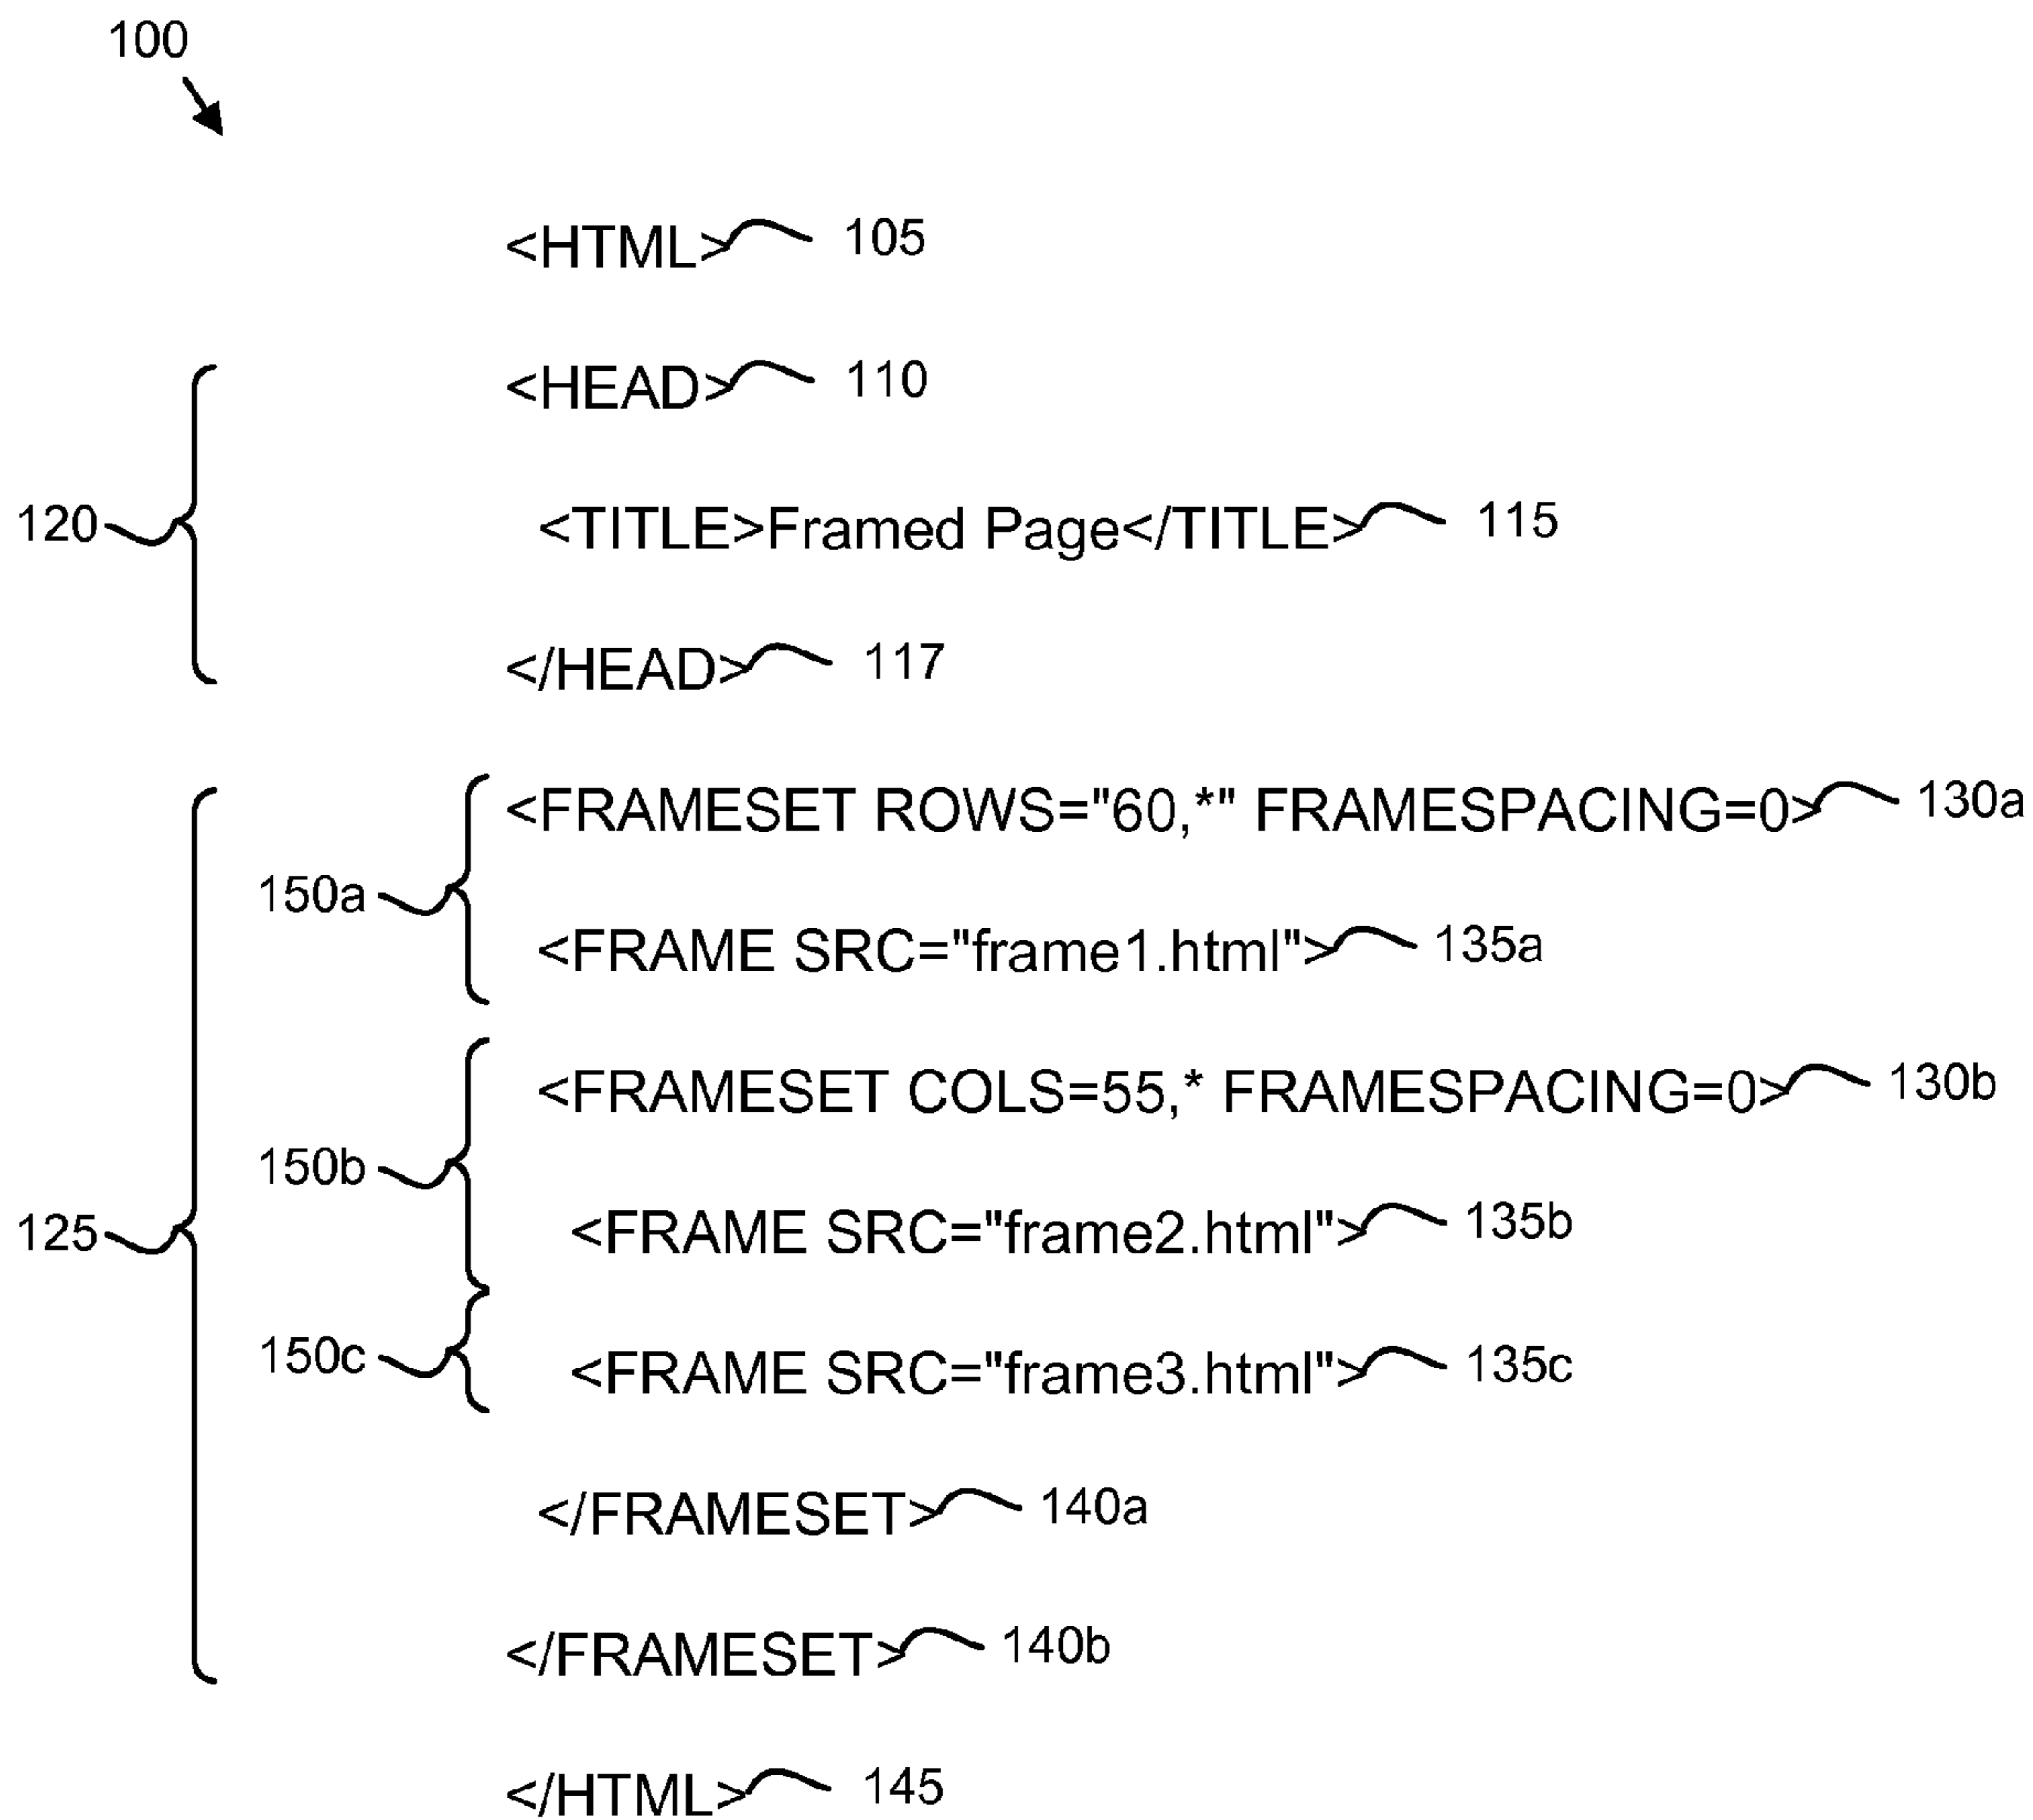 100
<HTML> 105
<HEAD> 110
120 <TITLE>Framed Page</TITLE> 115
</HEAD> 117
<FRAMESET ROWS="60,*" FRAMESPACING=0> 130a
150a
<FRAME SRC="frame1.html"> 135a
<FRAMESET COLS=55,* FRAMESPACING=0> 130b
150b
125 <FRAME SRC="frame2.html"> 135b
150c <FRAME SRC="frame3.html"> 135c
</FRAMESET> 140a
</FRAMESET> 140b
</HTML> 145